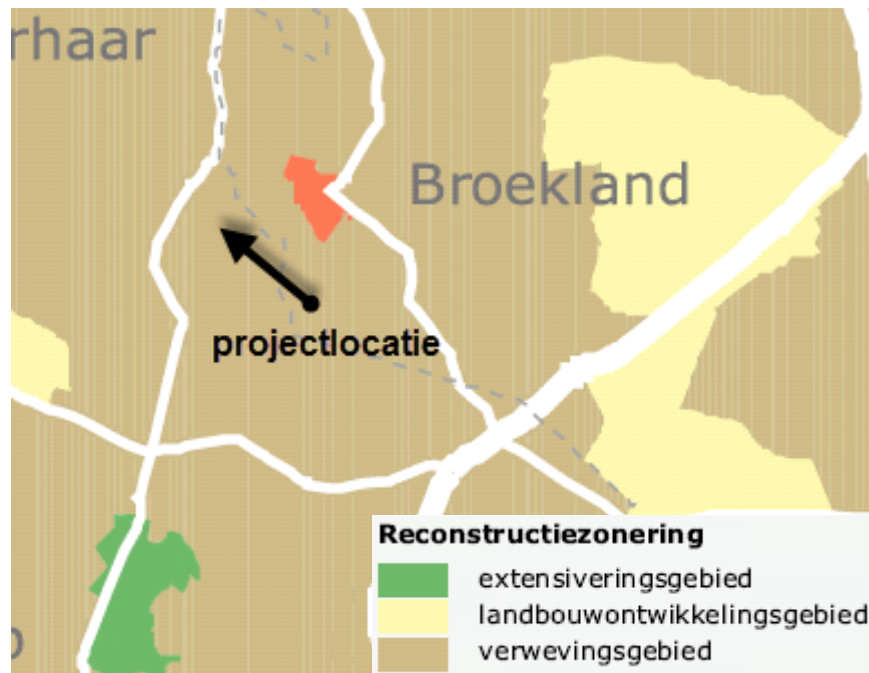 rhaar
Broekland
projectlocatie
Reconstructiezonering
extensiveringsgebied
landbouwontwikkelingsgebied
verwevingsgebied